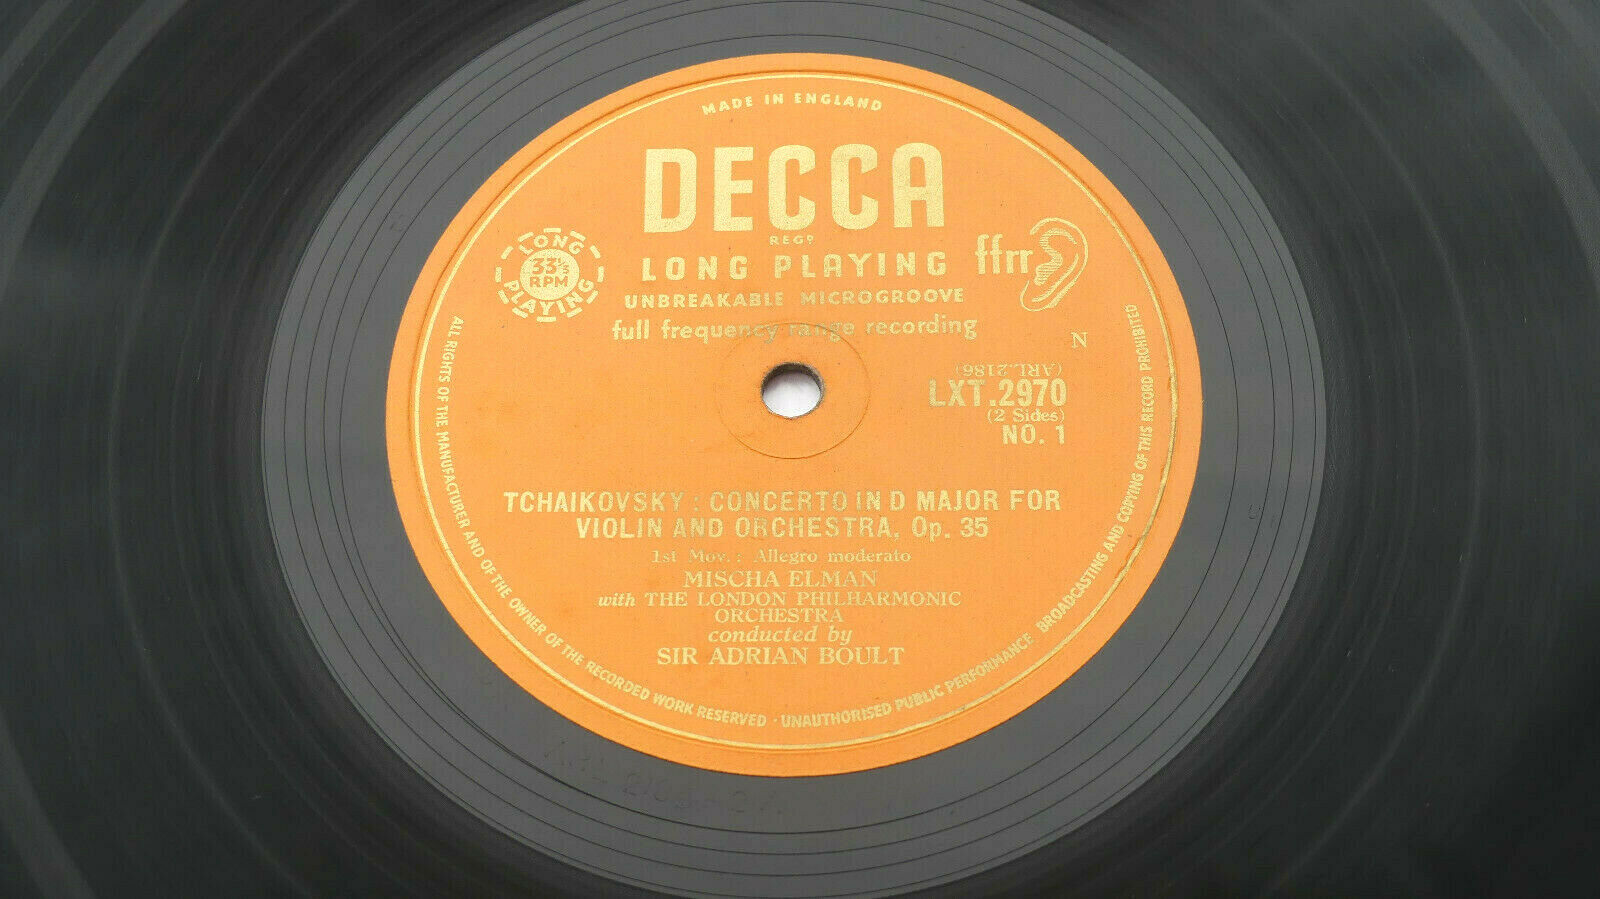 MADE IN ENGLAND
DECCA
REGD
LONG PLAYING
UNBREAKABLE MICROGROOVE
full frequency range recording
LONG PLAYING
33⅓
RPM
ffrr
N
(ARL.2186)
LXT.2970
(2 Sides)
NO. 1
TCHAIKOVSKY : CONCERTO IN D MAJOR FOR
VIOLIN AND ORCHESTRA, Op. 35
1st Mov.: Allegro moderato
MISCHA ELMAN
with THE LONDON PHILHARMONIC
ORCHESTRA
conducted by
SIR ADRIAN BOULT
ALL RIGHTS OF THE MANUFACTURER AND OF THE OWNER OF THE RECORDED WORK RESERVED · UNAUTHORISED PUBLIC PERFORMANCE BROADCASTING AND COPYING OF THIS RECORD PROHIBITED